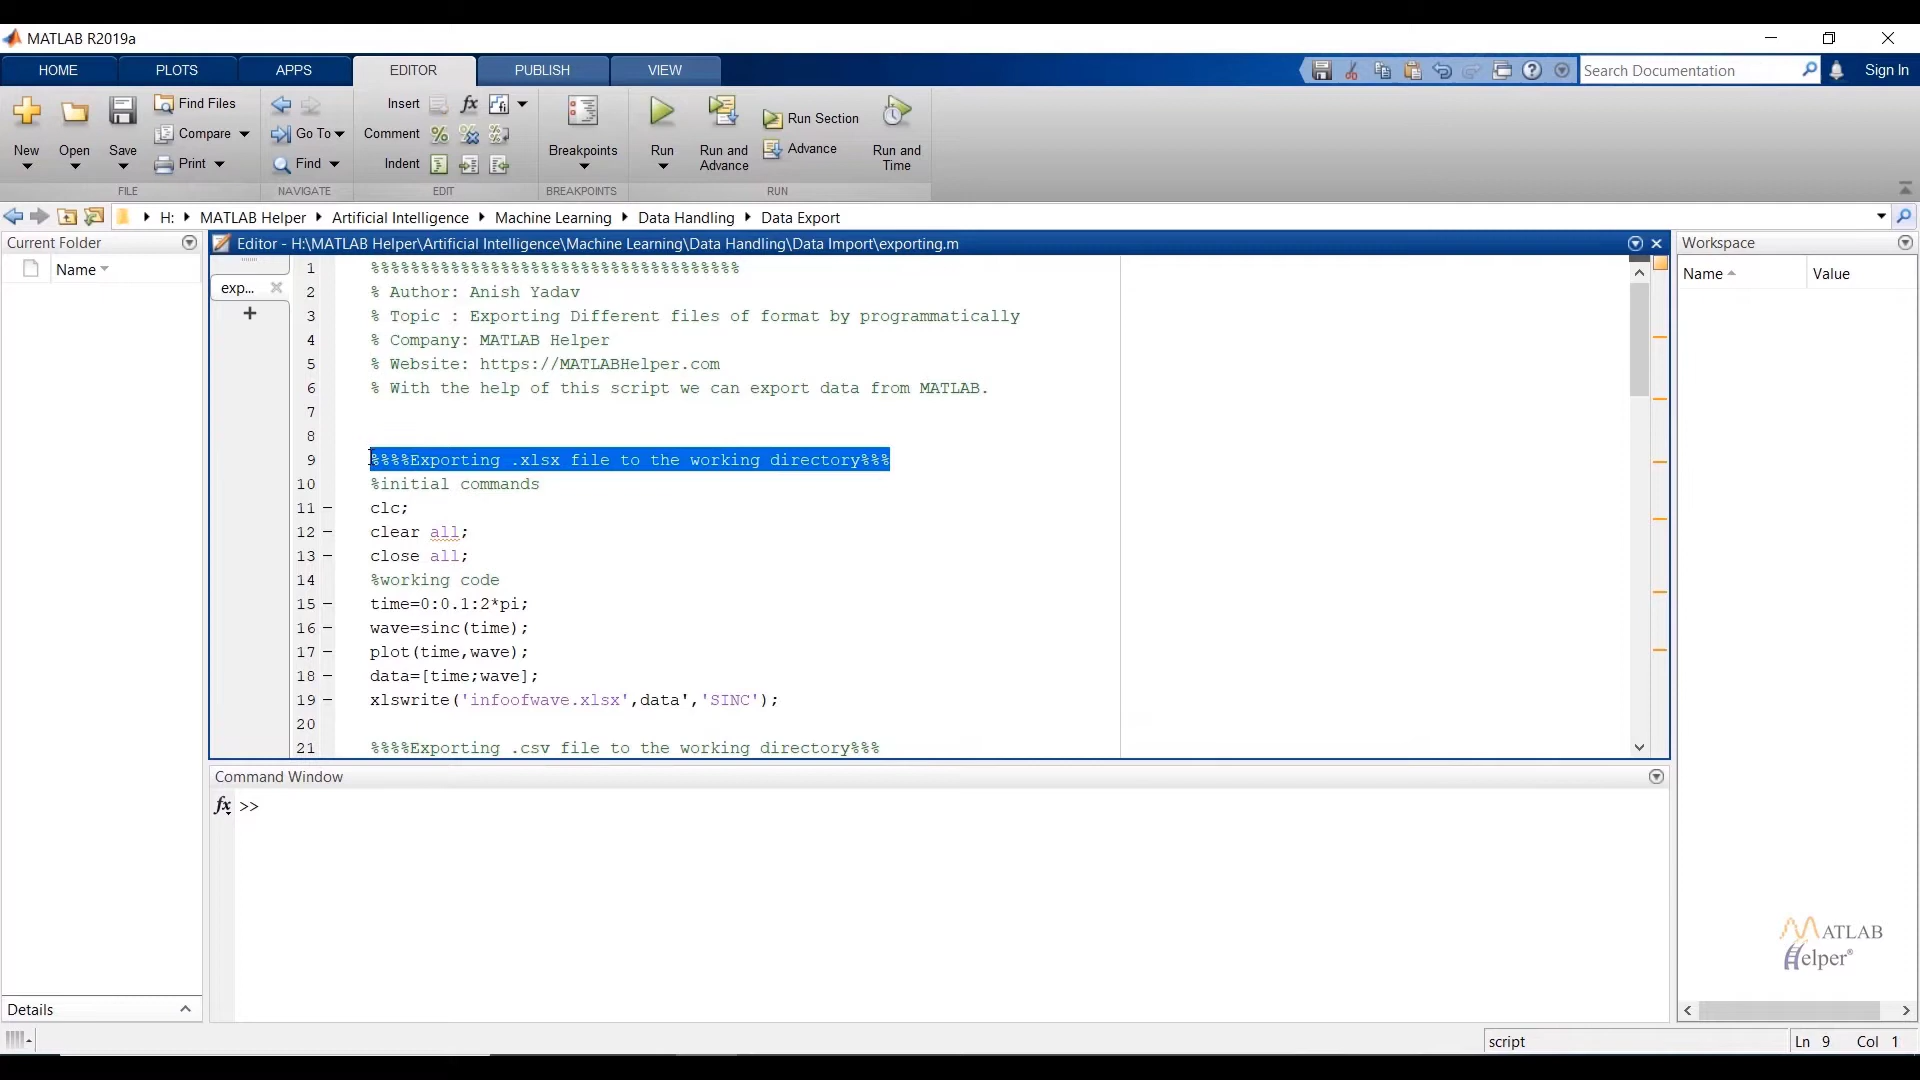 MATLAB R2019a
HOME PLOTS APPS EDITOR PUBLISH VIEW
Search Documentation
Sign In
New
Open
Save
Find Files
Compare
Print
FILE
Go To
Find
NAVIGATE
Insert fx
Comment
Indent
EDIT
Breakpoints
BREAKPOINTS
Run
Run and Advance
Run Section
Advance
Run and Time
RUN
H: MATLAB Helper Artificial Intelligence Machine Learning Data Handling Data Export
Current Folder
Name
Editor - H:\MATLAB Helper\Artificial Intelligence\Machine Learning\Data Handling\Data Import\exporting.m
exp...
1 %%%%%%%%%%%%%%%%%%%%%%%%%%%%%%%%%%%%%
2 % Author: Anish Yadav
3 % Topic : Exporting Different files of format by programmatically
4 % Company: MATLAB Helper
5 % Website: https://MATLABHelper.com
6 % With the help of this script we can export data from MATLAB.
7
8
9 %%%%Exporting .xlsx file to the working directory%%%
10 %initial commands
11 – clc;
12 – clear all;
13 – close all;
14 %working code
15 – time=0:0.1:2*pi;
16 – wave=sinc(time);
17 – plot(time,wave);
18 – data=[time;wave];
19 – xlswrite('infoofwave.xlsx',data','SINC');
20
21 %%%%Exporting .csv file to the working directory%%%
Workspace
Name Value
Command Window
fx >>
MATLAB
Helper®
Details
script
Ln 9 Col 1